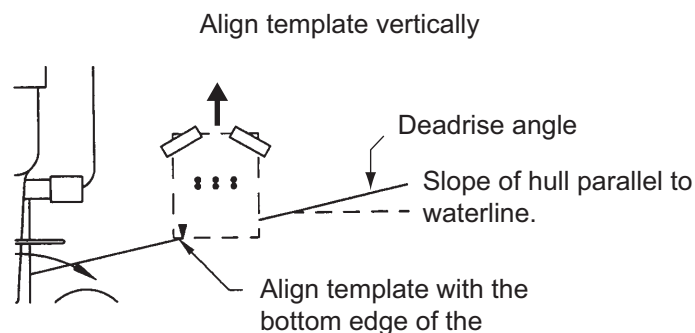 Align template vertically
Deadrise angle
Slope of hull parallel to
waterline.
Align template with the
bottom edge of the